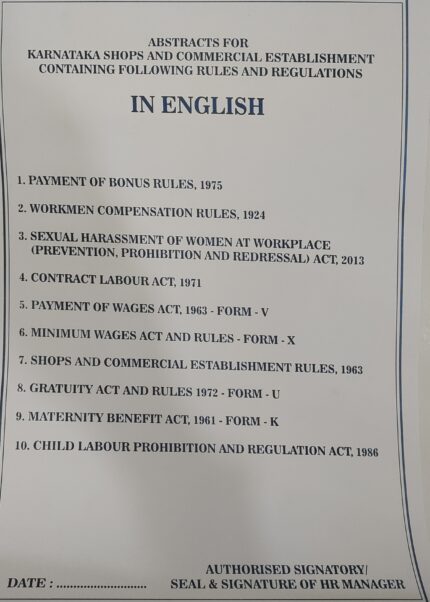 ABSTRACTS FOR
KARNATAKA SHOPS AND COMMERCIAL ESTABLISHMENT
CONTAINING FOLLOWING RULES AND REGULATIONS
IN ENGLISH
1. PAYMENT OF BONUS RULES, 1975
2. WORKMEN COMPENSATION RULES, 1924
3. SEXUAL HARASSMENT OF WOMEN AT WORKPLACE
(PREVENTION, PROHIBITION AND REDRESSAL) ACT, 2013
4. CONTRACT LABOUR ACT, 1971
5. PAYMENT OF WAGES ACT, 1963 - FORM - V
6. MINIMUM WAGES ACT AND RULES - FORM - X
7. SHOPS AND COMMERCIAL ESTABLISHMENT RULES, 1963
8. GRATUITY ACT AND RULES 1972 - FORM - U
9. MATERNITY BENEFIT ACT, 1961 - FORM - K
10. CHILD LABOUR PROHIBITION AND REGULATION ACT, 1986
AUTHORISED SIGNATORY/
DATE : ........................... SEAL & SIGNATURE OF HR MANAGER